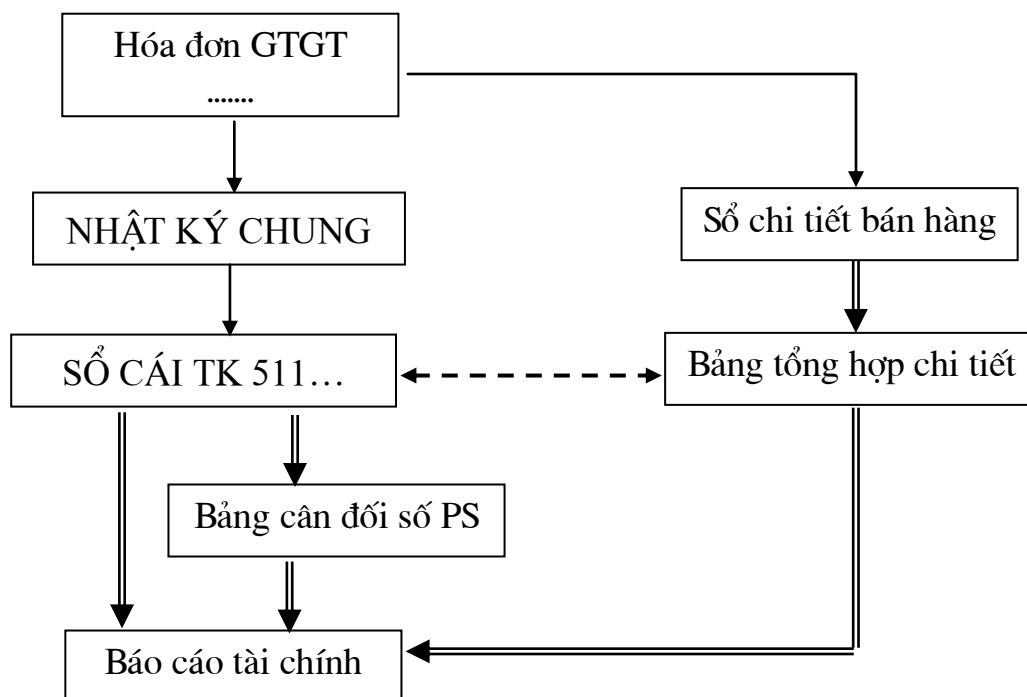 Hóa đơn GTGT
.......
NHẬT KÝ CHUNG
Sổ chi tiết bán hàng
SỔ CÁI TK 511…
Bảng tổng hợp chi tiết
Bảng cân đối số PS
Báo cáo tài chính